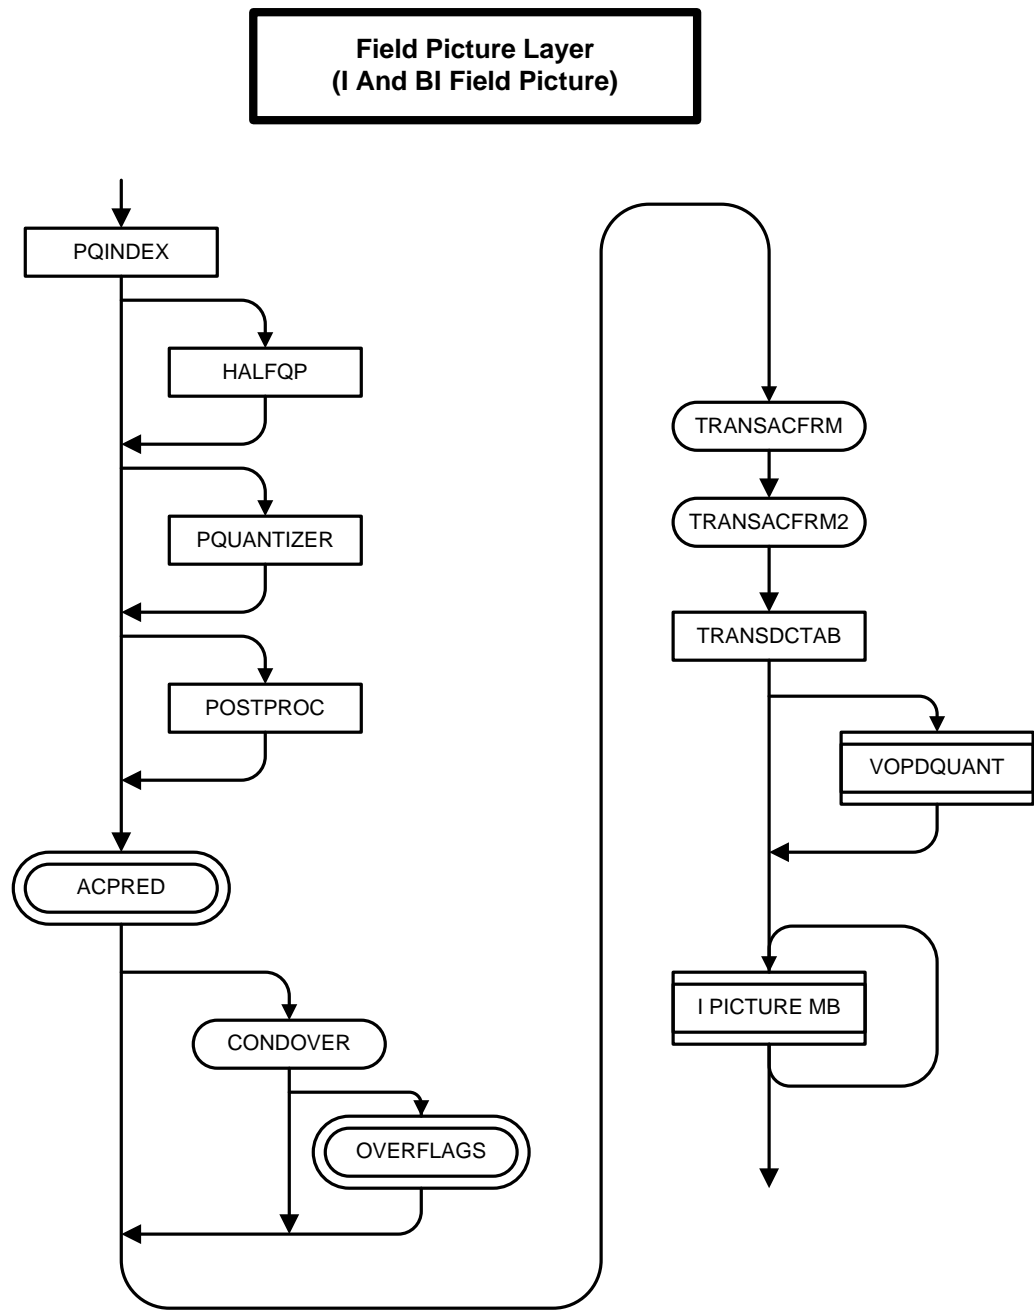 Field Picture Layer
(I And BI Field Picture)
PQINDEX
HALFQP
PQUANTIZER
POSTPROC
ACPRED
CONDOVER
OVERFLAGS
TRANSACFRM
TRANSACFRM2
TRANSDCTAB
VOPDQUANT
I PICTURE MB